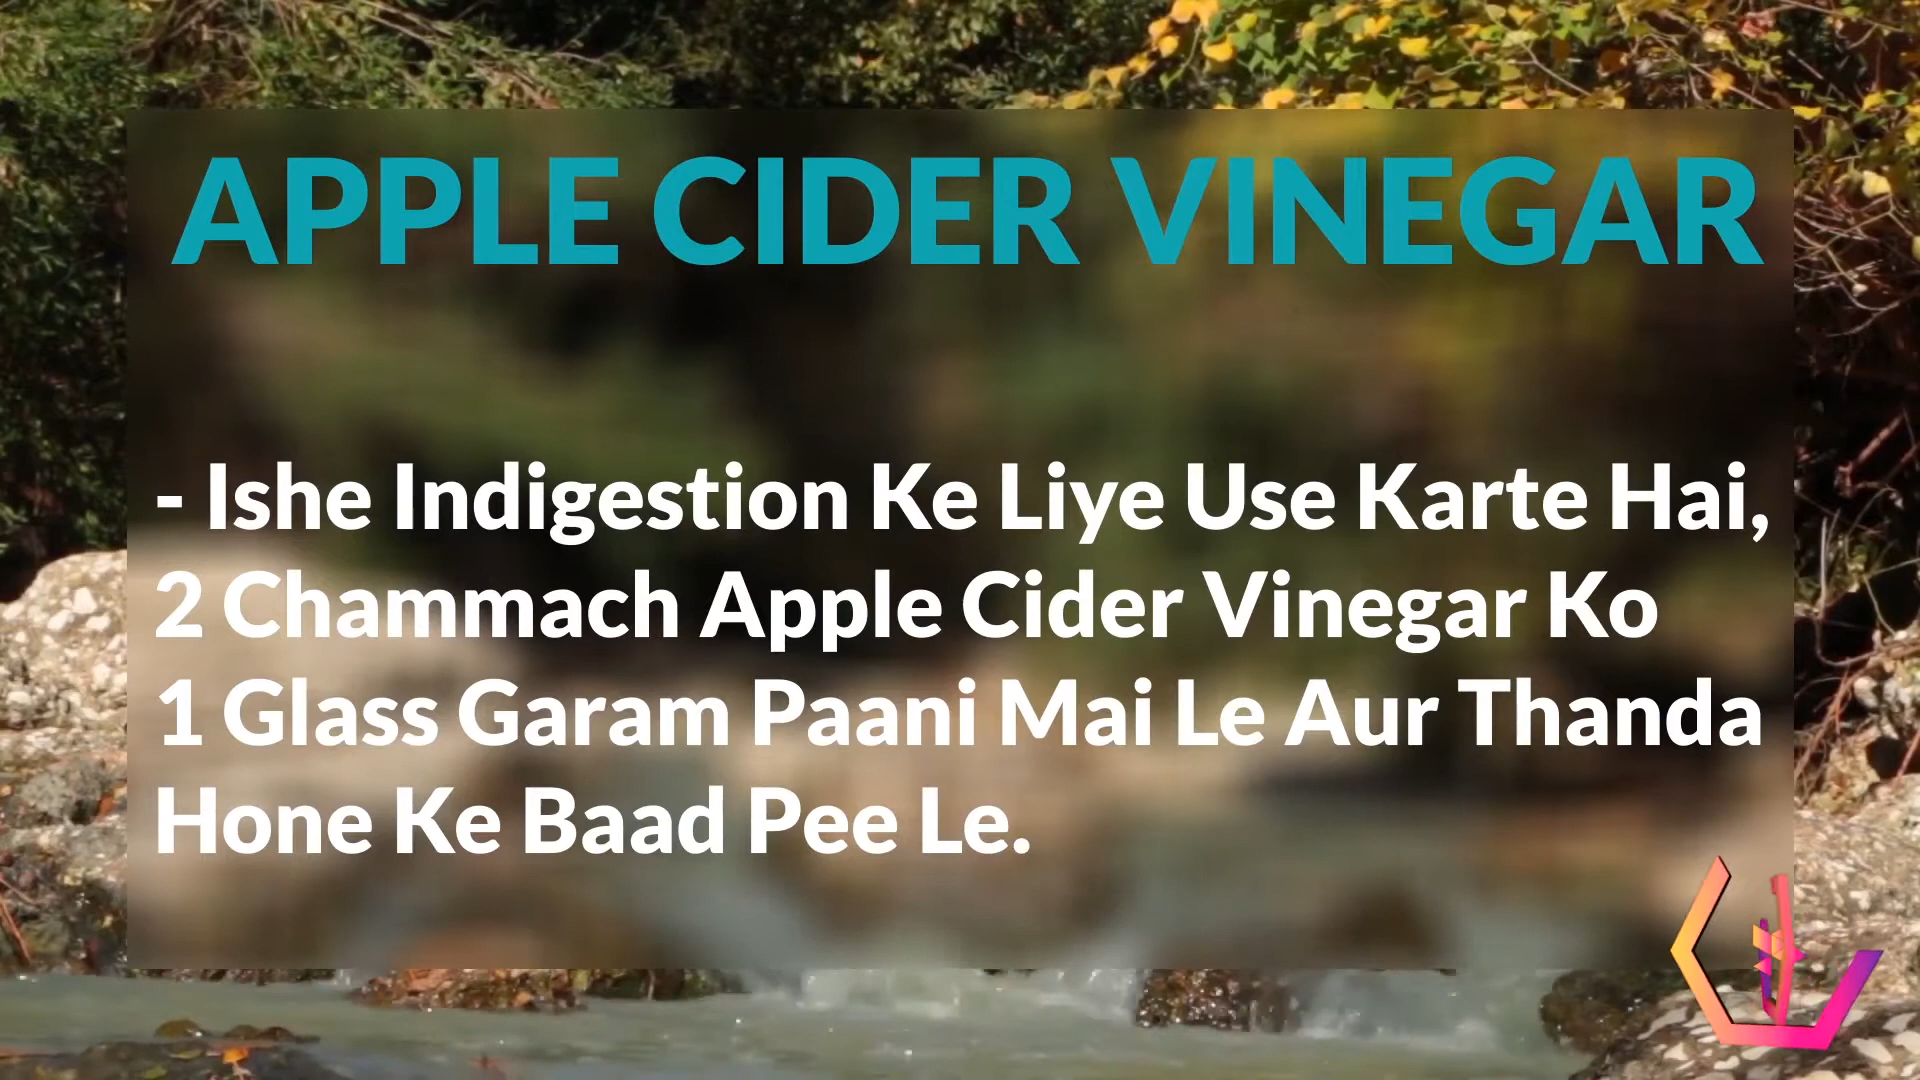 APPLE CIDER VINEGAR
- Ishe Indigestion Ke Liye Use Karte Hai,
2 Chammach Apple Cider Vinegar Ko
1 Glass Garam Paani Mai Le Aur Thanda
Hone Ke Baad Pee Le.